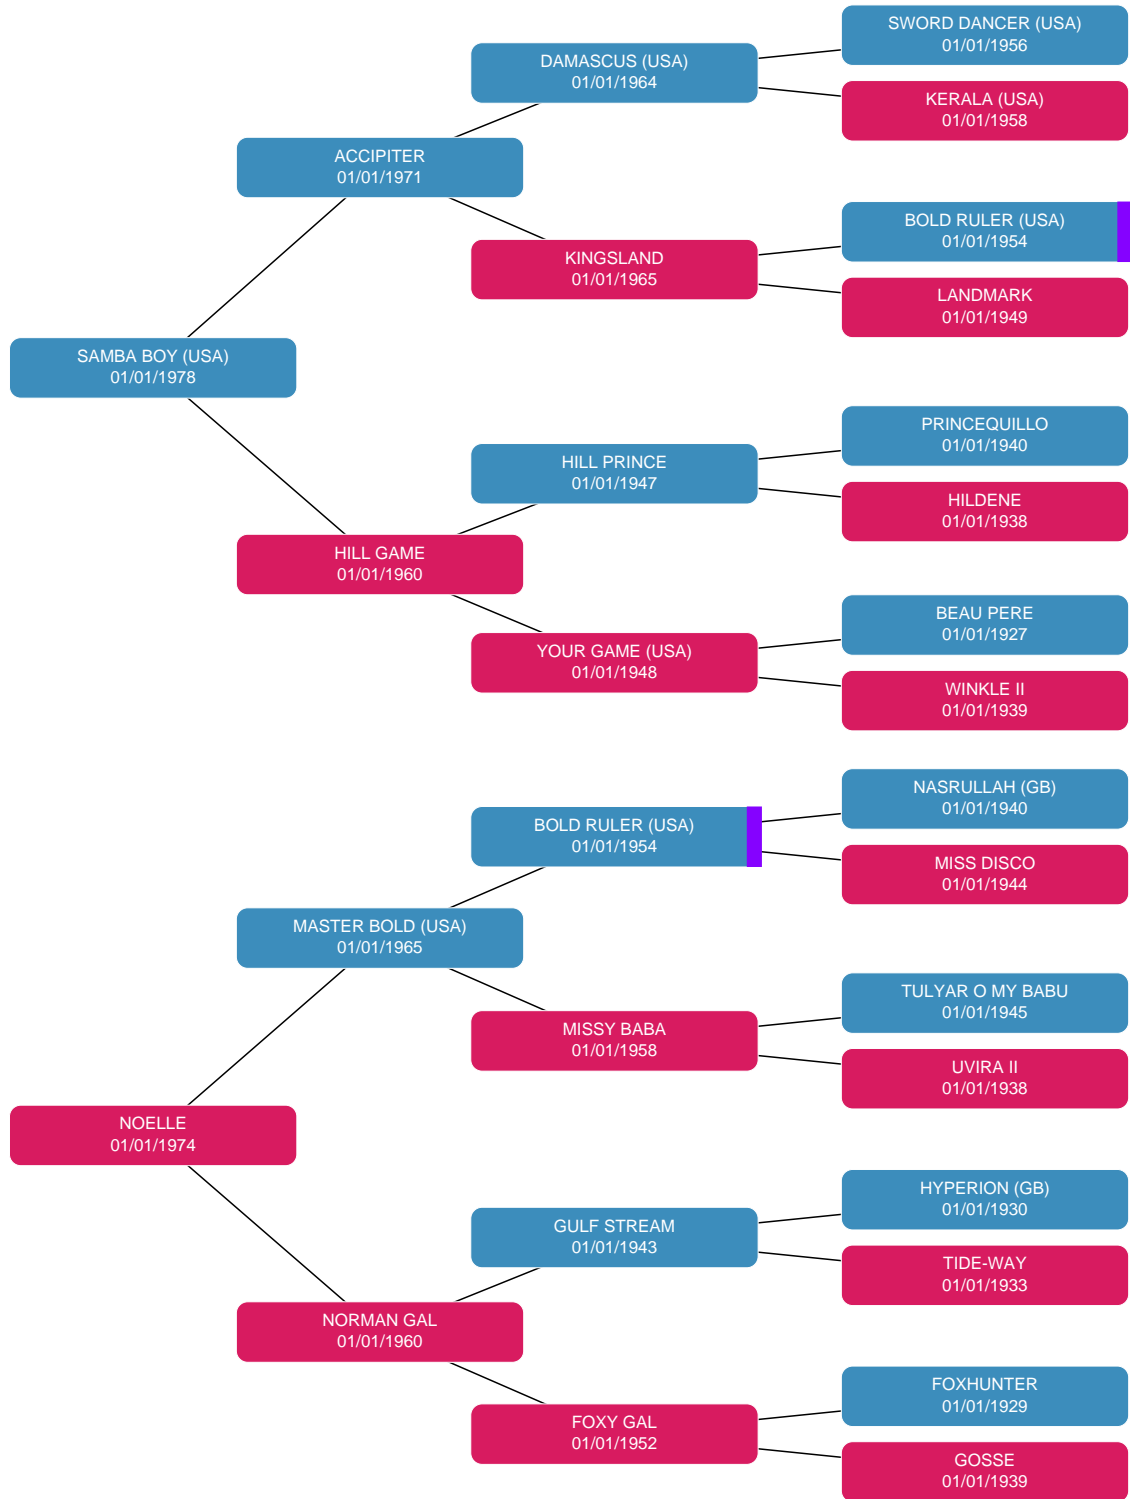 SWORD DANCER (USA)
01/01/1956
DAMASCUS (USA)
01/01/1964
KERALA (USA)
01/01/1958
ACCIPITER
01/01/1971
BOLD RULER (USA)
01/01/1954
KINGSLAND
01/01/1965
LANDMARK
01/01/1949
SAMBA BOY (USA)
01/01/1978
PRINCEQUILLO
01/01/1940
HILL PRINCE
01/01/1947
HILDENE
01/01/1938
HILL GAME
01/01/1960
BEAU PERE
01/01/1927
YOUR GAME (USA)
01/01/1948
WINKLE II
01/01/1939
NASRULLAH (GB)
01/01/1940
BOLD RULER (USA)
01/01/1954
MISS DISCO
01/01/1944
MASTER BOLD (USA)
01/01/1965
TULYAR O MY BABU
01/01/1945
MISSY BABA
01/01/1958
UVIRA II
01/01/1938
NOELLE
01/01/1974
HYPERION (GB)
01/01/1930
GULF STREAM
01/01/1943
TIDE-WAY
01/01/1933
NORMAN GAL
01/01/1960
FOXHUNTER
01/01/1929
FOXY GAL
01/01/1952
GOSSE
01/01/1939